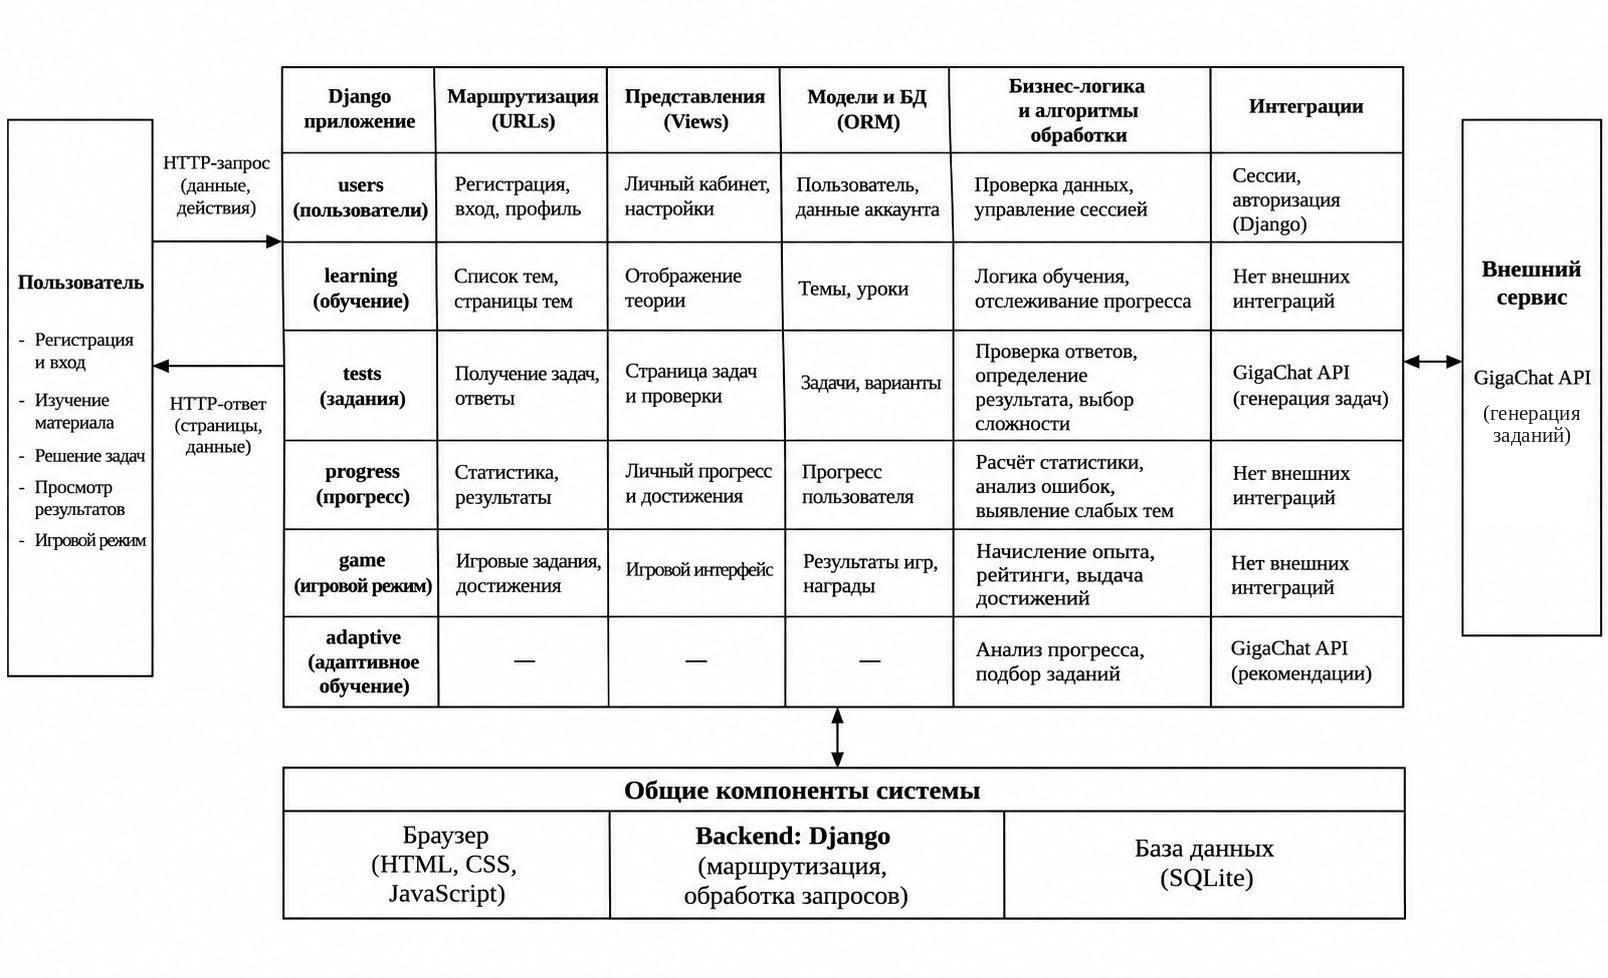 Пользователь
- Регистрация
и вход
- Изучение
материала
- Решение задач
- Просмотр
результатов
- Игровой режим
HTTP-запрос
(данные,
действия)
HTTP-ответ
(страницы,
данные)
Django
приложение
Маршрутизация
(URLs)
Представления
(Views)
Модели и БД
(ORM)
Бизнес-логика
и алгоритмы
обработки
Интеграции
users
(пользователи)
Регистрация,
вход, профиль
Личный кабинет,
настройки
Пользователь,
данные аккаунта
Проверка данных,
управление сессией
Сессии,
авторизация
(Django)
learning
(обучение)
Список тем,
страницы тем
Отображение
теории
Темы, уроки
Логика обучения,
отслеживание прогресса
Нет внешних
интеграций
tests
(задания)
Получение задач,
ответы
Страница задач
и проверки
Задачи, варианты
Проверка ответов,
определение
результата, выбор
сложности
GigaChat API
(генерация задач)
progress
(прогресс)
Статистика,
результаты
Личный прогресс
и достижения
Прогресс
пользователя
Расчёт статистики,
анализ ошибок,
выявление слабых тем
Нет внешних
интеграций
game
(игровой режим)
Игровые задания,
достижения
Игровой интерфейс
Результаты игр,
награды
Начисление опыта,
рейтинги, выдача
достижений
Нет внешних
интеграций
adaptive
(адаптивное
обучение)
—
—
—
Анализ прогресса,
подбор заданий
GigaChat API
(рекомендации)
Внешний
сервис
GigaChat API
(генерация
заданий)
Общие компоненты системы
Браузер
(HTML, CSS,
JavaScript)
Backend: Django
(маршрутизация,
обработка запросов)
База данных
(SQLite)